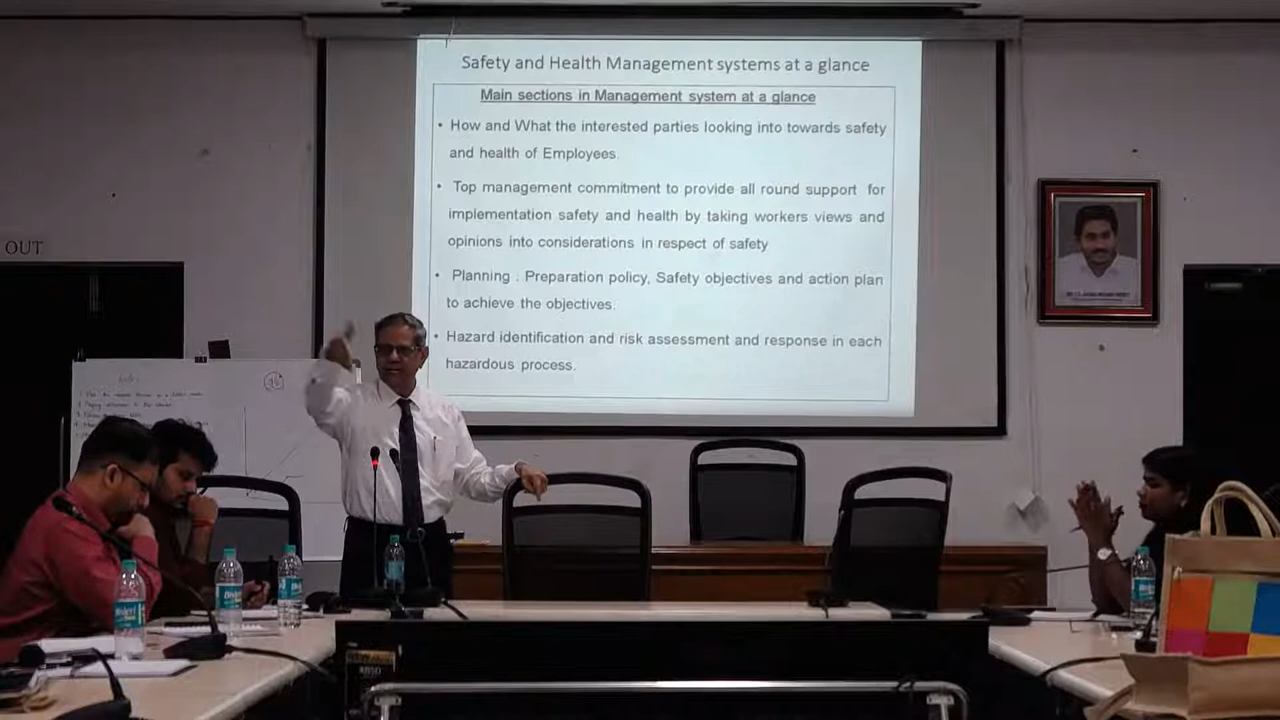 Safety and Health Management systems at a glance
Main sections in Management system at a glance
• How and What the interested parties looking into towards safety
and health of Employees.
• Top management commitment to provide all round support for
implementation safety and health by taking workers views and
opinions into considerations in respect of safety
• Planning . Preparation policy, Safety objectives and action plan
to achieve the objectives.
• Hazard identification and risk assessment and response in each
hazardous process.
OUT